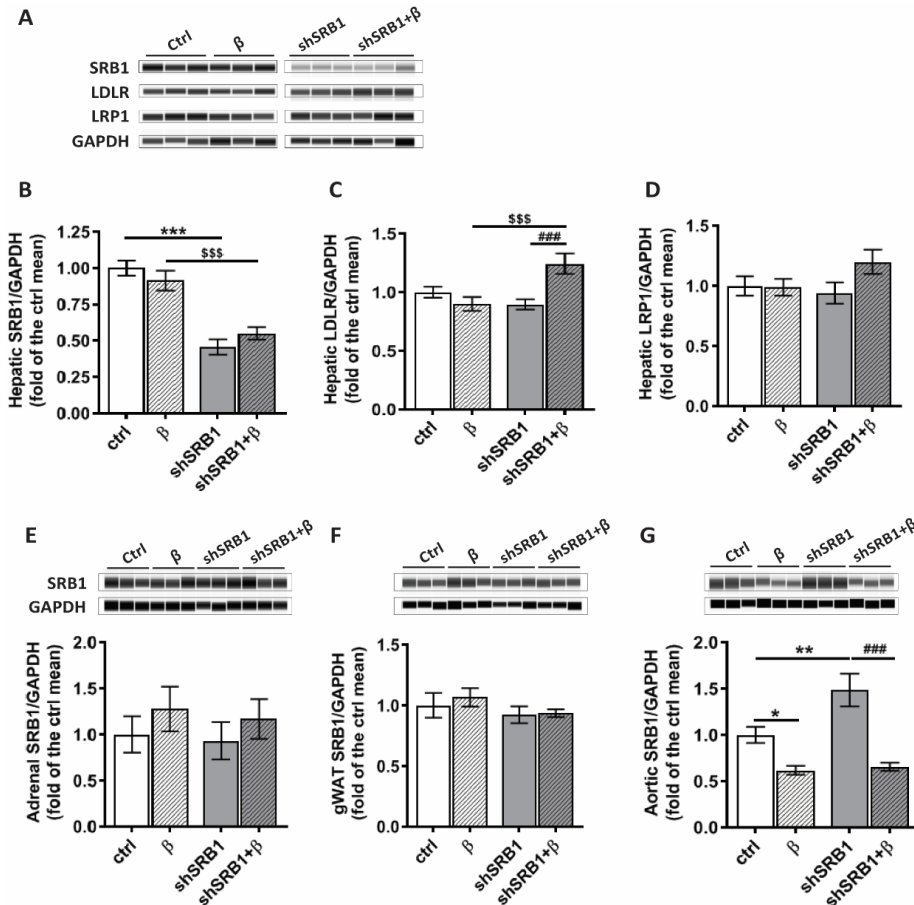 A
Ctrl
β
shSRB1
shSRB1+β
SRB1
LDLR
LRP1
GAPDH
B
Hepatic SRB1/GAPDH
(fold of the ctrl mean)
1.25
1.00
0.75
0.50
0.25
0.00
***
$$$
ctrl
β
shSRB1
shSRB1+β
C
Hepatic LDLR/GAPDH
(fold of the ctrl mean)
1.5
1.0
0.5
0.0
$$$
###
ctrl
β
shSRB1
shSRB1+β
D
Hepatic LRP1/GAPDH
(fold of the ctrl mean)
1.5
1.0
0.5
0.0
ctrl
β
shSRB1
shSRB1+β
E
Ctrl
β
shSRB1
shSRB1+β
SRB1
GAPDH
Adrenal SRB1/GAPDH
(fold of the ctrl mean)
2.0
1.5
1.0
0.5
0.0
ctrl
β
shSRB1
shSRB1+β
F
Ctrl
β
shSRB1
shSRB1+β
gWAT SRB1/GAPDH
(fold of the ctrl mean)
1.5
1.0
0.5
0.0
ctrl
β
shSRB1
shSRB1+β
G
Ctrl
β
shSRB1
shSRB1+β
Aortic SRB1/GAPDH
(fold of the ctrl mean)
2.0
1.5
1.0
0.5
0.0
**
###
*
ctrl
β
shSRB1
shSRB1+β